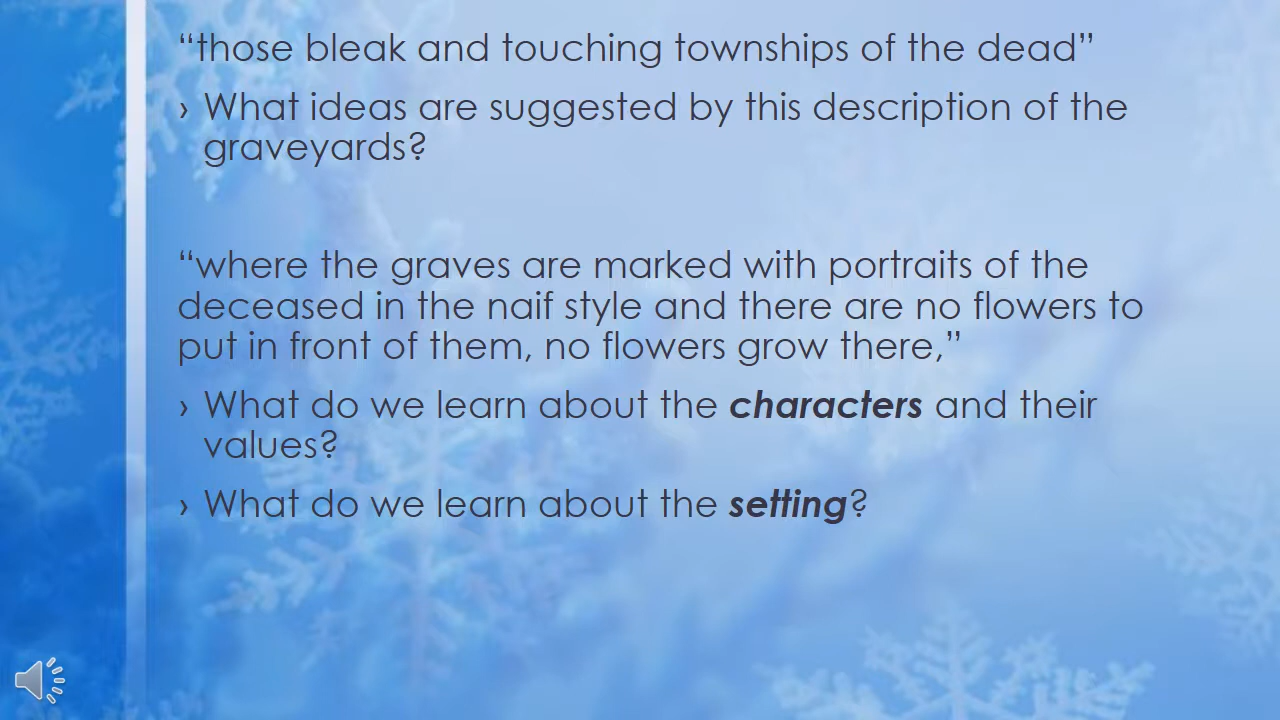 “those bleak and touching townships of the dead”
› What ideas are suggested by this description of the
graveyards?
“where the graves are marked with portraits of the
deceased in the naif style and there are no flowers to
put in front of them, no flowers grow there,”
› What do we learn about the characters and their
values?
› What do we learn about the setting?